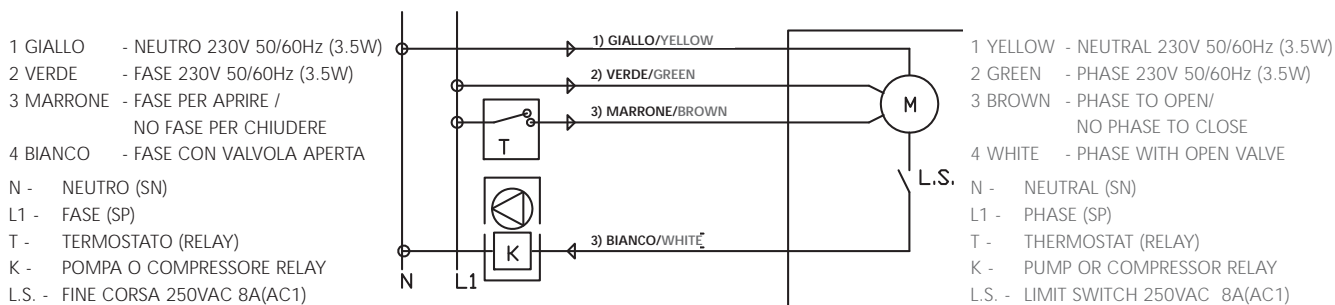 1 GIALLO - NEUTRO 230V 50/60Hz (3.5W)
2 VERDE - FASE 230V 50/60Hz (3.5W)
3 MARRONE - FASE PER APRIRE /
NO FASE PER CHIUDERE
4 BIANCO - FASE CON VALVOLA APERTA
N - NEUTRO (SN)
L1 - FASE (SP)
T - TERMOSTATO (RELAY)
K - POMPA O COMPRESSORE RELAY
L.S. - FINE CORSA 250VAC 8A(AC1)
1) GIALLO/YELLOW
2) VERDE/GREEN
3) MARRONE/BROWN
T
M
L.S.
3) BIANCO/WHITE
K
N
L1
1 YELLOW - NEUTRAL 230V 50/60Hz (3.5W)
2 GREEN - PHASE 230V 50/60Hz (3.5W)
3 BROWN - PHASE TO OPEN/
NO PHASE TO CLOSE
4 WHITE - PHASE WITH OPEN VALVE
N - NEUTRAL (SN)
L1 - PHASE (SP)
T - THERMOSTAT (RELAY)
K - PUMP OR COMPRESSOR RELAY
L.S. - LIMIT SWITCH 250VAC 8A(AC1)